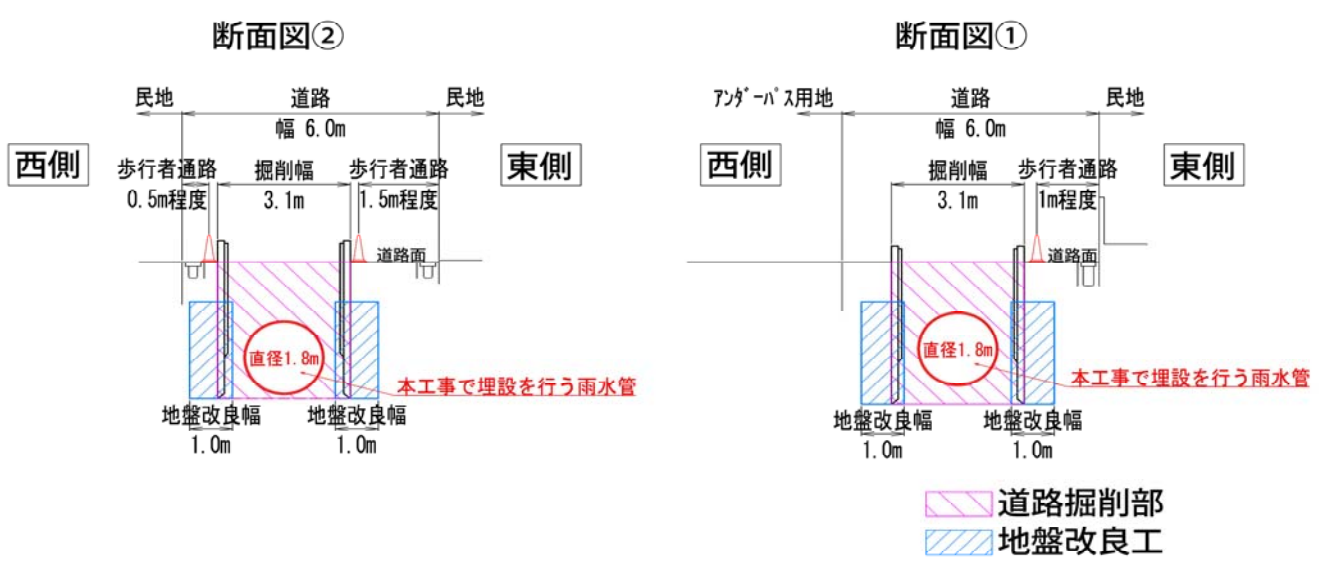 断面図②
民地
道路
民地
幅 6.0m
西側
東側
歩行者通路
掘削幅
歩行者通路
0.5m程度
3.1m
1.5m程度
道路面
直径1.8m
本工事で埋設を行う雨水管
地盤改良幅
地盤改良幅
1.0m
1.0m
断面図①
アンダーパス用地
道路
民地
幅 6.0m
西側
東側
掘削幅
歩行者通路
3.1m
1m程度
道路面
直径1.8m
本工事で埋設を行う雨水管
地盤改良幅
地盤改良幅
1.0m
1.0m
道路掘削部
地盤改良工